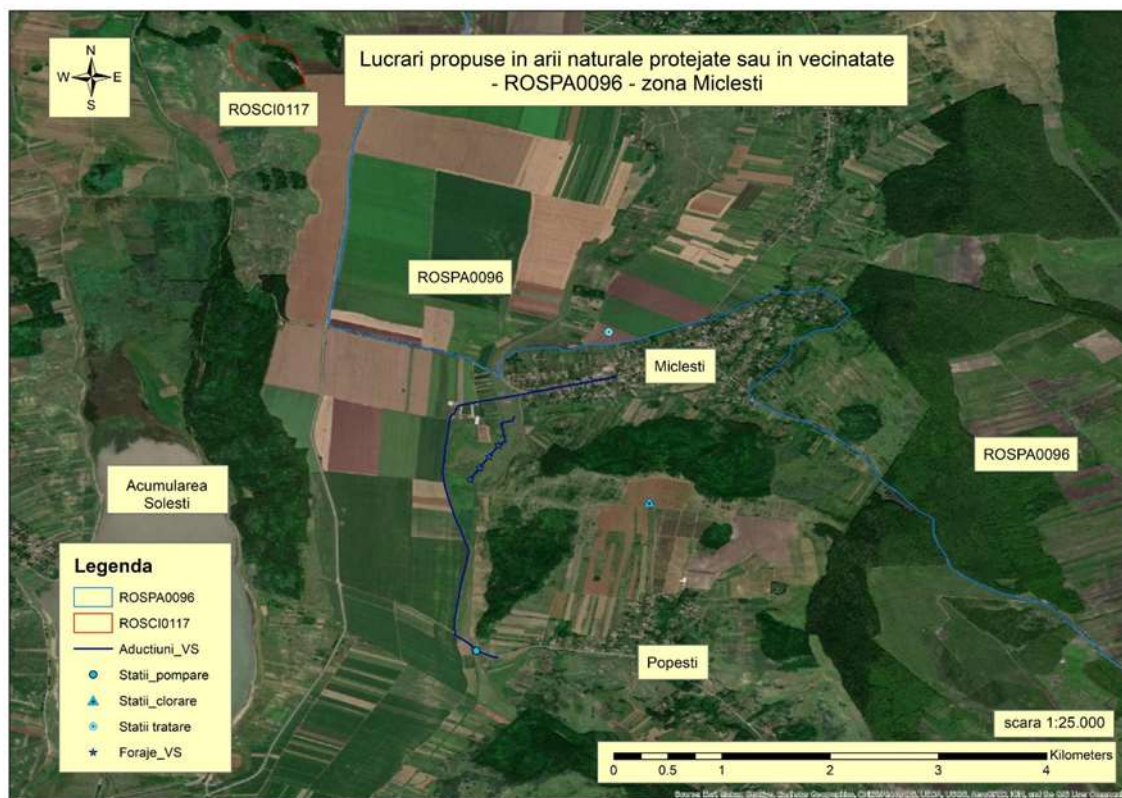 Lucrari propuse in arii naturale protejate sau in vecinatate
- ROSPA0096 - zona Miclesti
N
W E
S
ROSCI0117
ROSPA0096
Miclesti
ROSPA0096
Acumularea
Solesti
Popesti
Legenda
ROSPA0096
ROSCI0117
Aductiuni_VS
Statii_pompare
Statii_clorare
Statii tratare
Foraje_VS
scara 1:25.000
Kilometers
0 0.5 1 2 3 4